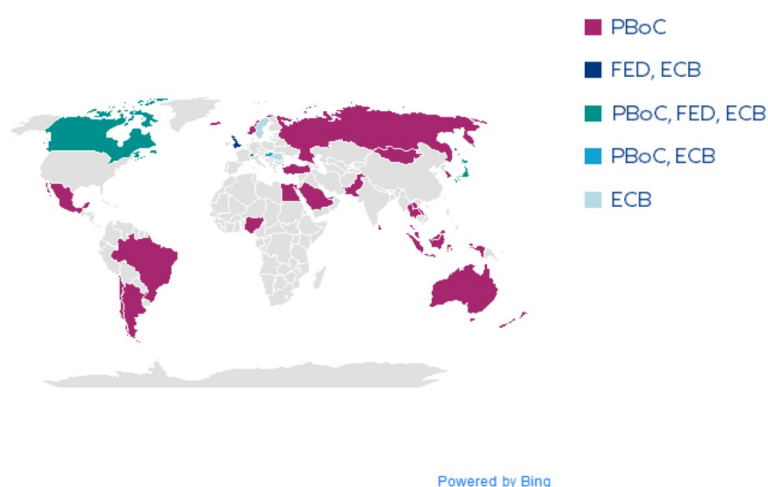 PBoC
FED, ECB
PBoC, FED, ECB
PBoC, ECB
ECB
Powered by Bing